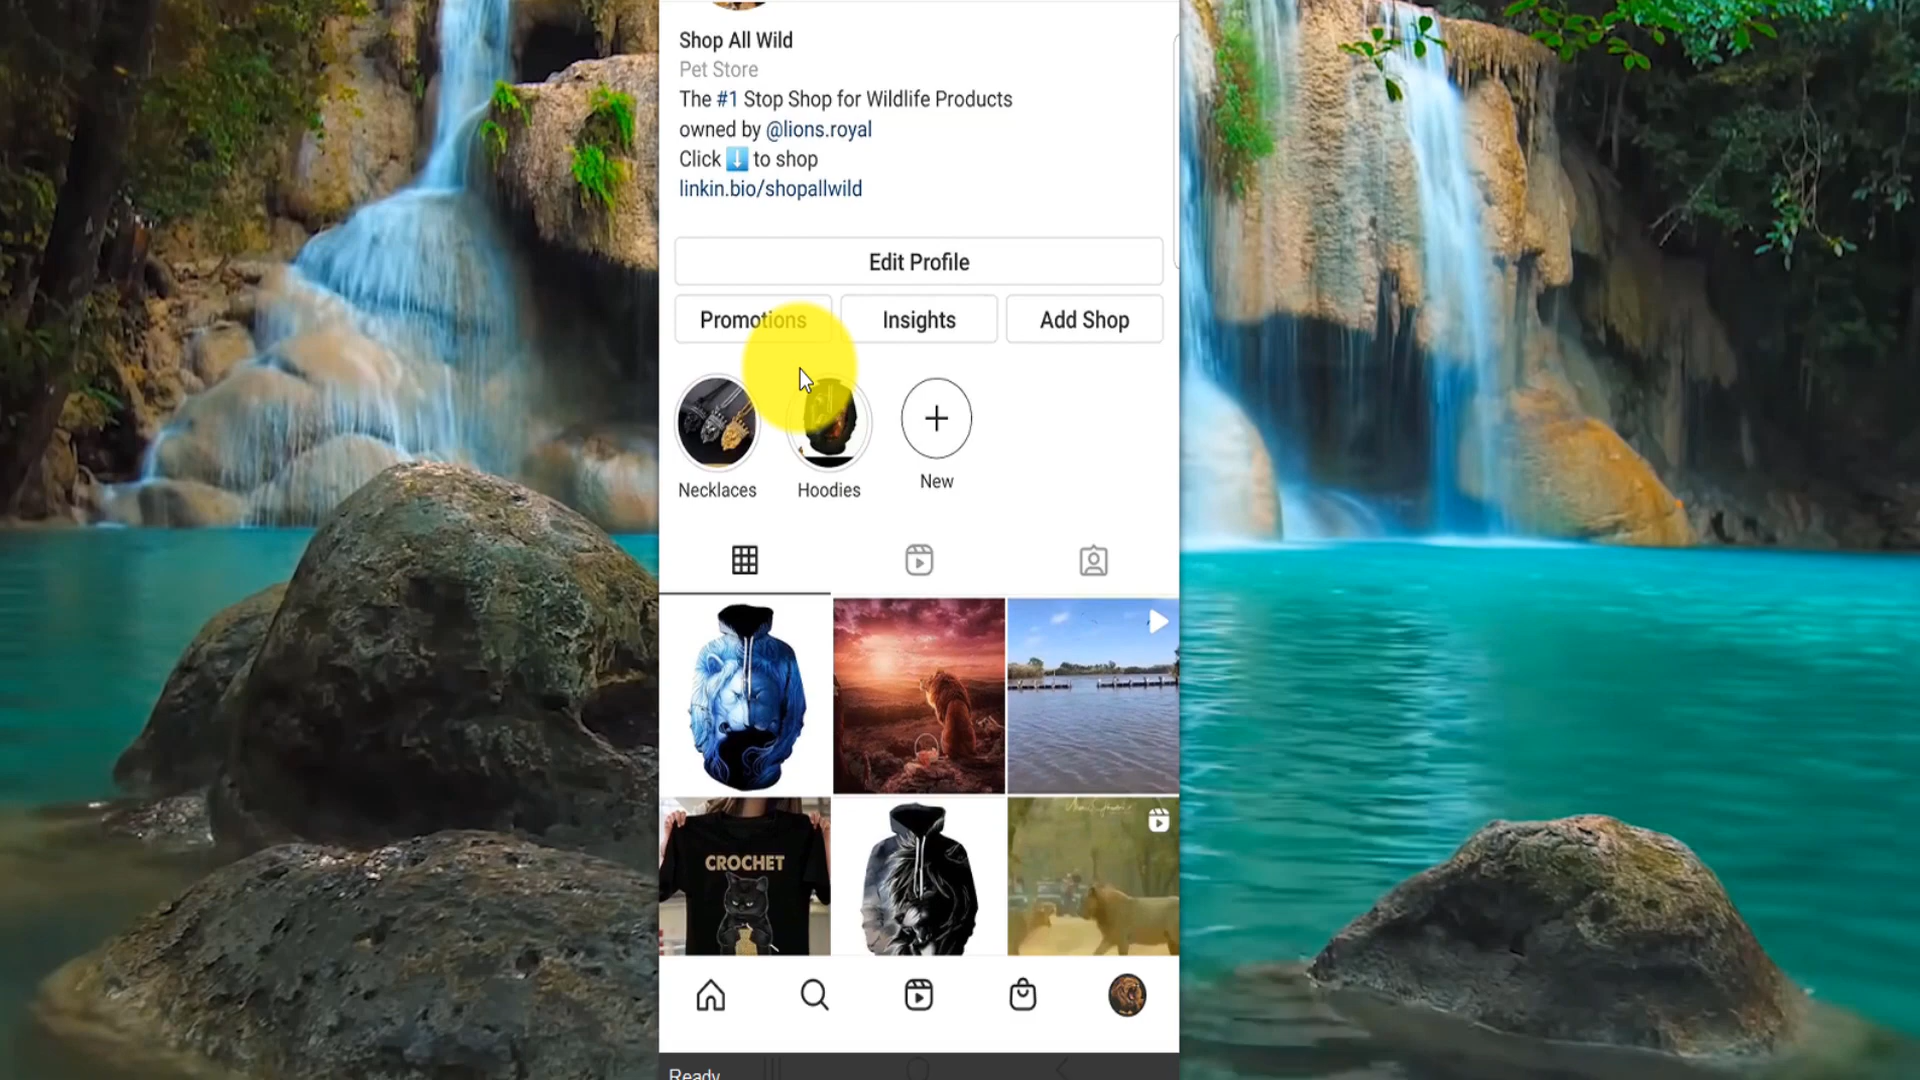 Shop All Wild
Pet Store
The #1 Stop Shop for Wildlife Products
owned by @lions.royal
Click ⬇️ to shop
linkin.bio/shopallwild
Edit Profile
Promotions
Insights
Add Shop
Necklaces
Hoodies
New
CROCHET
Ready